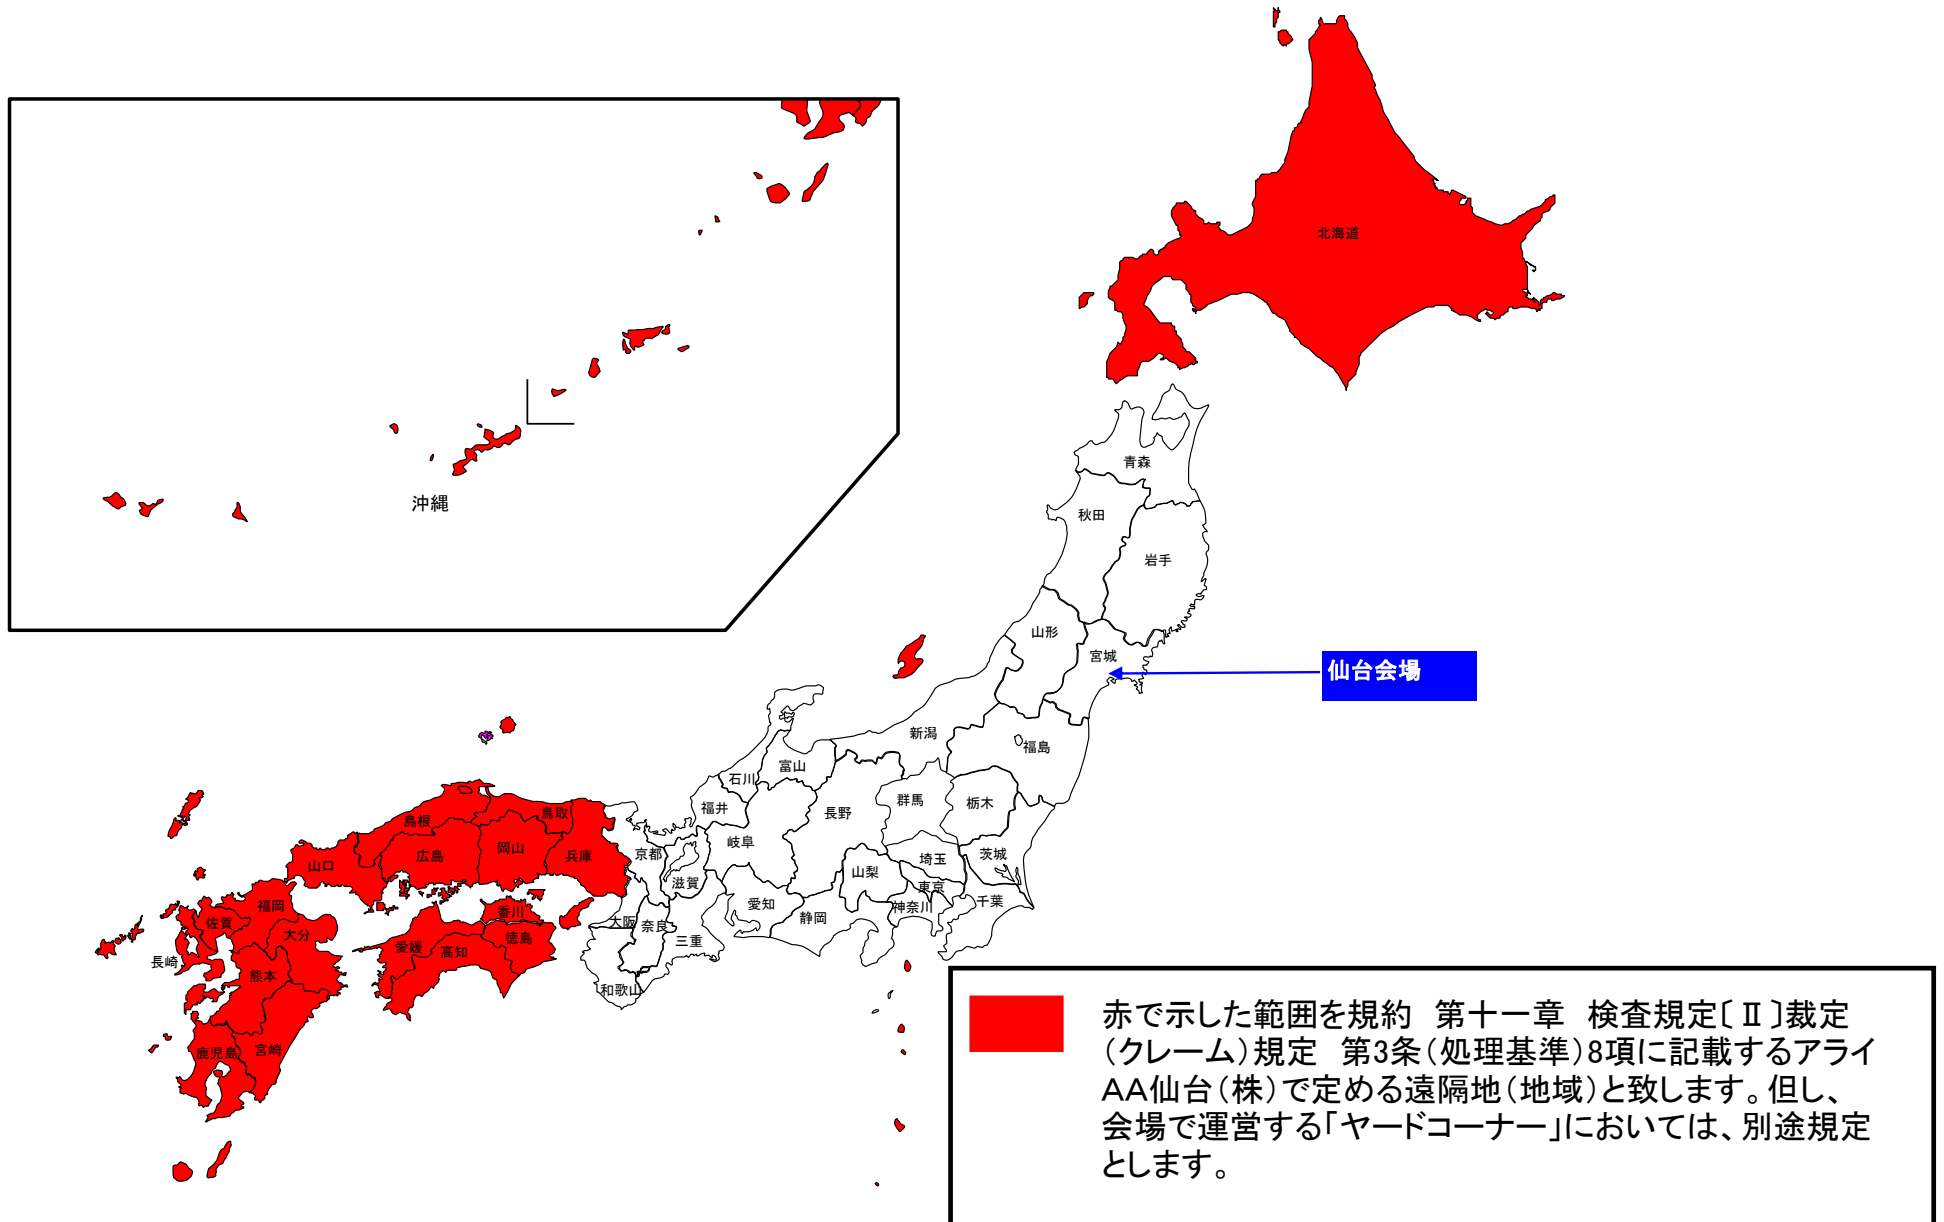 北海道
沖縄
青森
秋田
岩手
山形
宮城
仙台会場
新潟
福島
富山
石川
福井
長野
群馬
栃木
岐阜
京都
滋賀
山梨
埼玉
茨城
東京
千葉
神奈川
愛知
静岡
大阪
奈良
三重
和歌山
島根
鳥取
山口
広島
岡山
兵庫
香川
徳島
愛媛
高知
福岡
佐賀
大分
長崎
熊本
鹿児島
宮崎
赤で示した範囲を規約　第十一章　検査規定〔Ⅱ〕裁定
（クレーム）規定　第3条（処理基準）8項に記載するアライ
AA仙台（株）で定める遠隔地（地域）と致します。但し、
会場で運営する「ヤードコーナー」においては、別途規定
とします。